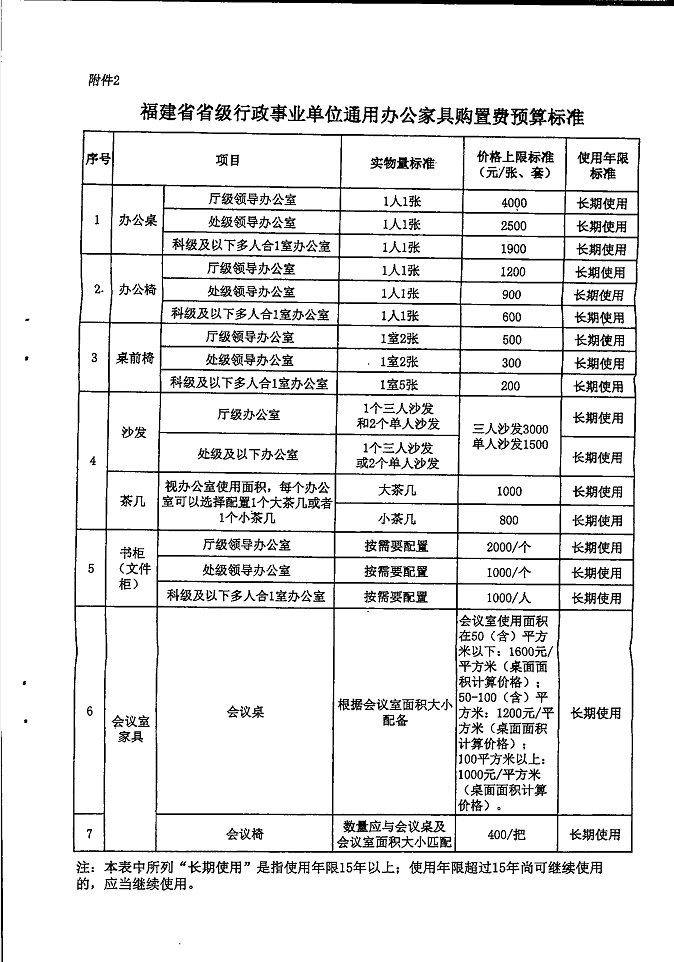 附件2
福建省省级行政事业单位通用办公家具购置费预算标准
序号 项目 实物量标准 价格上限标准（元/张、套） 使用年限标准
1 办公桌 厅级领导办公室 1人1张 4000 长期使用
处级领导办公室 1人1张 2500 长期使用
科级及以下多人合1室办公室 1人1张 1900 长期使用
2 办公椅 厅级领导办公室 1人1张 1200 长期使用
处级领导办公室 1人1张 900 长期使用
科级及以下多人合1室办公室 1人1张 600 长期使用
3 桌前椅 厅级领导办公室 1室2张 500 长期使用
处级领导办公室 1室2张 300 长期使用
科级及以下多人合1室办公室 1室5张 200 长期使用
4 沙发 厅级办公室 1个三人沙发
和2个单人沙发
三人沙发3000
单人沙发1500
长期使用
处级及以下办公室 1个三人沙发
或2个单人沙发
长期使用
茶几 视办公室使用面积，每个办公
室可以选择配置1个大茶几或者
1个小茶几
大茶几 1000 长期使用
小茶几 800 长期使用
5 书柜
（文件
柜）
厅级领导办公室 按需要配置 2000/个 长期使用
处级领导办公室 按需要配置 1000/个 长期使用
科级及以下多人合1室办公室 按需要配置 1000/人 长期使用
6 会议室
家具
会议桌 根据会议室面积大小
配备
会议室使用面积
在50（含）平方
米以下：1600元/
平方米（桌面面
积计算价格）；
50-100（含）平
方米：1200元/平
方米（桌面面积
计算价格）；
100平方米以上：
1000元/平方米
（桌面面积计算
价格）。
长期使用
7 会议椅 数量应与会议桌及
会议室面积大小匹配
400/把 长期使用
注：本表中所列“长期使用”是指使用年限15年以上；使用年限超过15年尚可继续使用
的，应当继续使用。